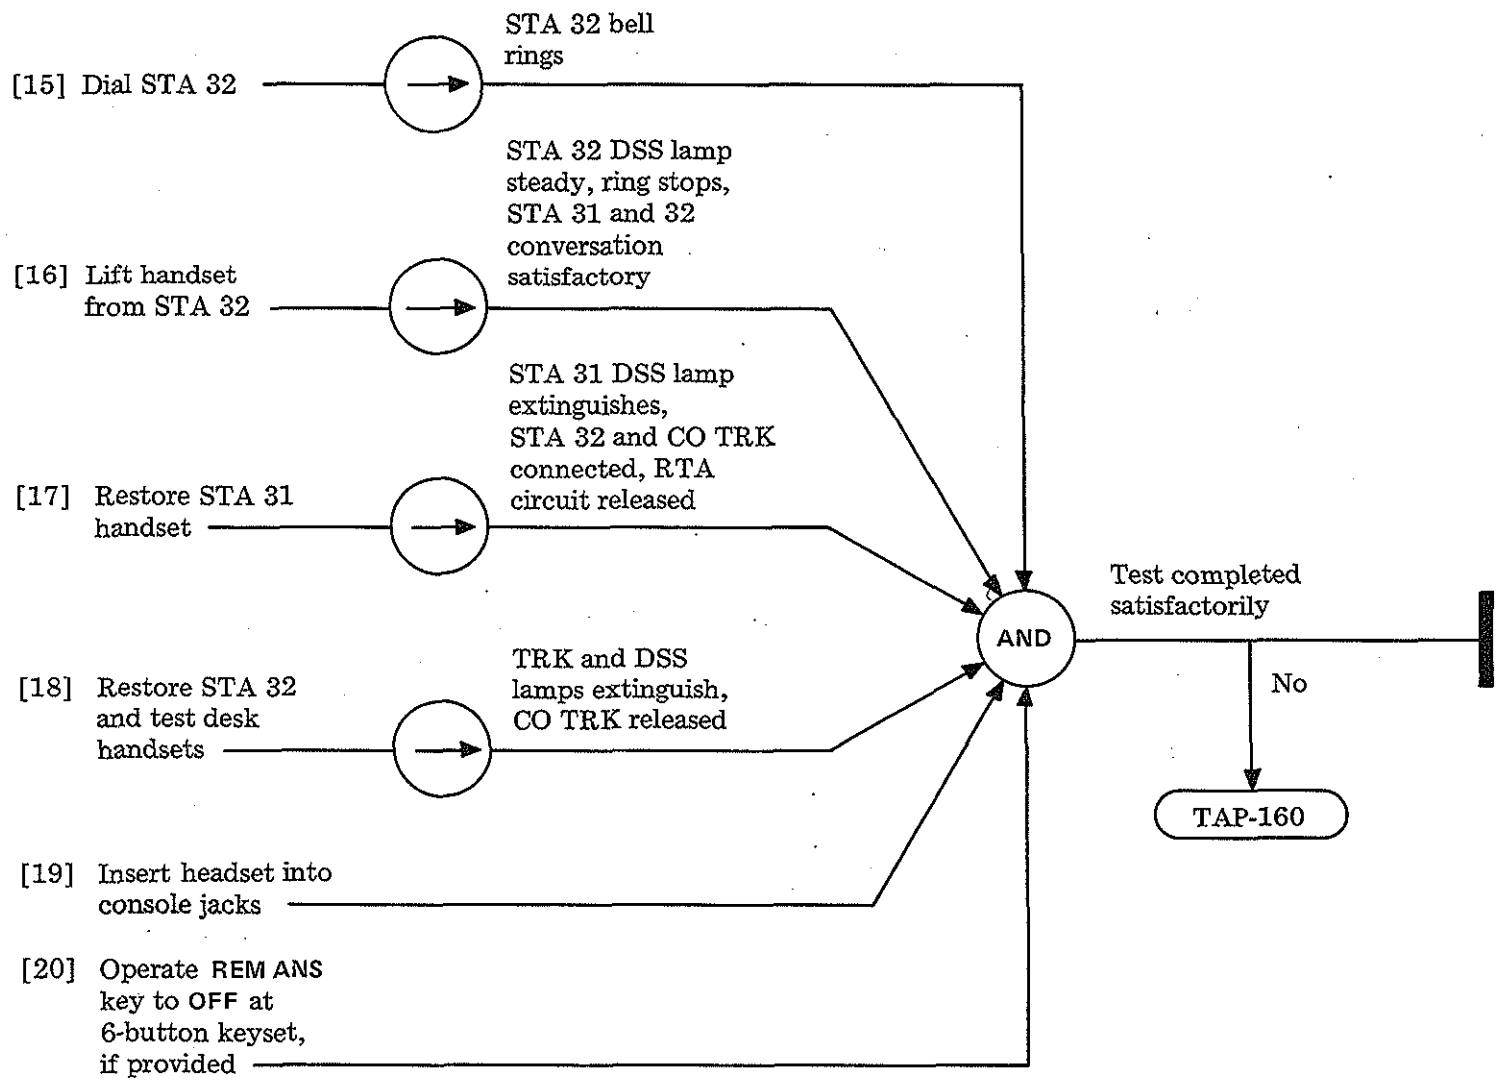 STA 32 bell
rings
[15] Dial STA 32
STA 32 DSS lamp
steady, ring stops,
STA 31 and 32
conversation
satisfactory
[16] Lift handset
from STA 32
STA 31 DSS lamp
extinguishes,
STA 32 and CO TRK
connected, RTA
circuit released
[17] Restore STA 31
handset
Test completed
satisfactorily
AND
No
TRK and DSS
lamps extinguish,
CO TRK released
[18] Restore STA 32
and test desk
handsets
TAP-160
[19] Insert headset into
console jacks
[20] Operate REM ANS
key to OFF at
6-button keyset,
if provided